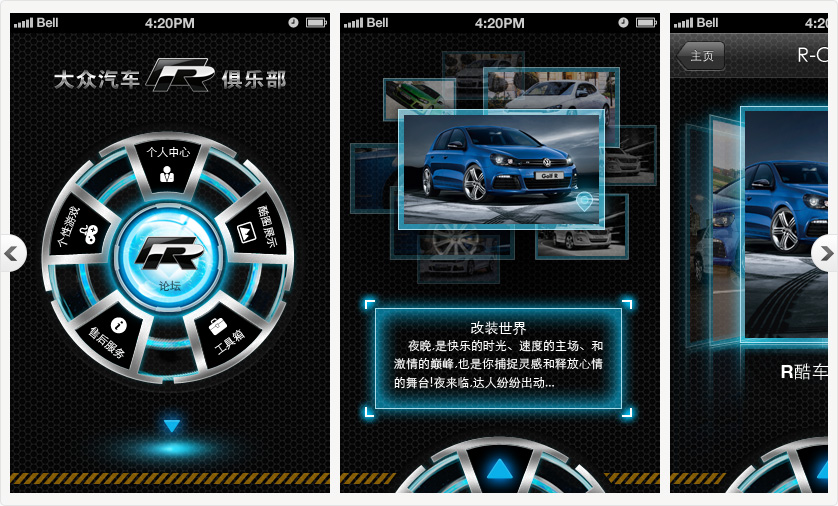 Bell
4:20PM
大众汽车 R 俱乐部
个人中心
个性游戏
酷图展示
论坛
售后服务
工具箱
Bell
4:20PM
Golf R
改装世界
夜晚,是快乐的时光、速度的主场、和
激情的巅峰,也是你捕捉灵感和释放心情
的舞台!夜来临,达人纷纷出动...
Bell
4:20
主页
R-C
R酷车